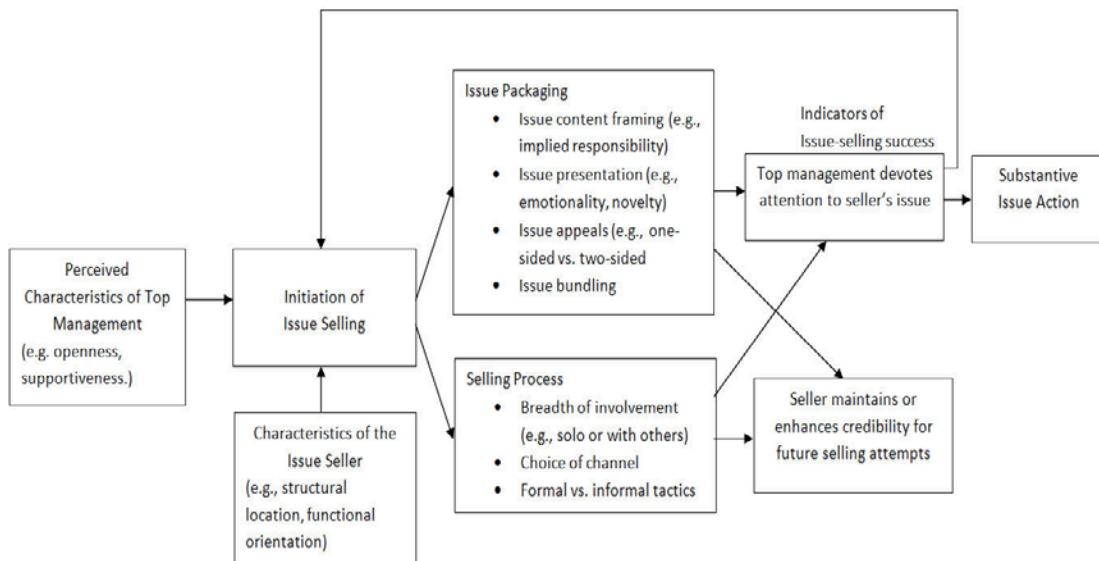 Perceived
Characteristics of Top
Management
(e.g. openness,
supportiveness.)
Initiation of
Issue Selling
Characteristics of the
Issue Seller
(e.g., structural
location, functional
orientation)
Issue Packaging
• Issue content framing (e.g.,
implied responsibility)
• Issue presentation (e.g.,
emotionality, novelty)
• Issue appeals (e.g., one-
sided vs. two-sided
• Issue bundling
Selling Process
• Breadth of involvement
(e.g., solo or with others)
• Choice of channel
• Formal vs. informal tactics
Indicators of
Issue-selling success
Top management devotes
attention to seller's issue
Substantive
Issue Action
Seller maintains or
enhances credibility for
future selling attempts